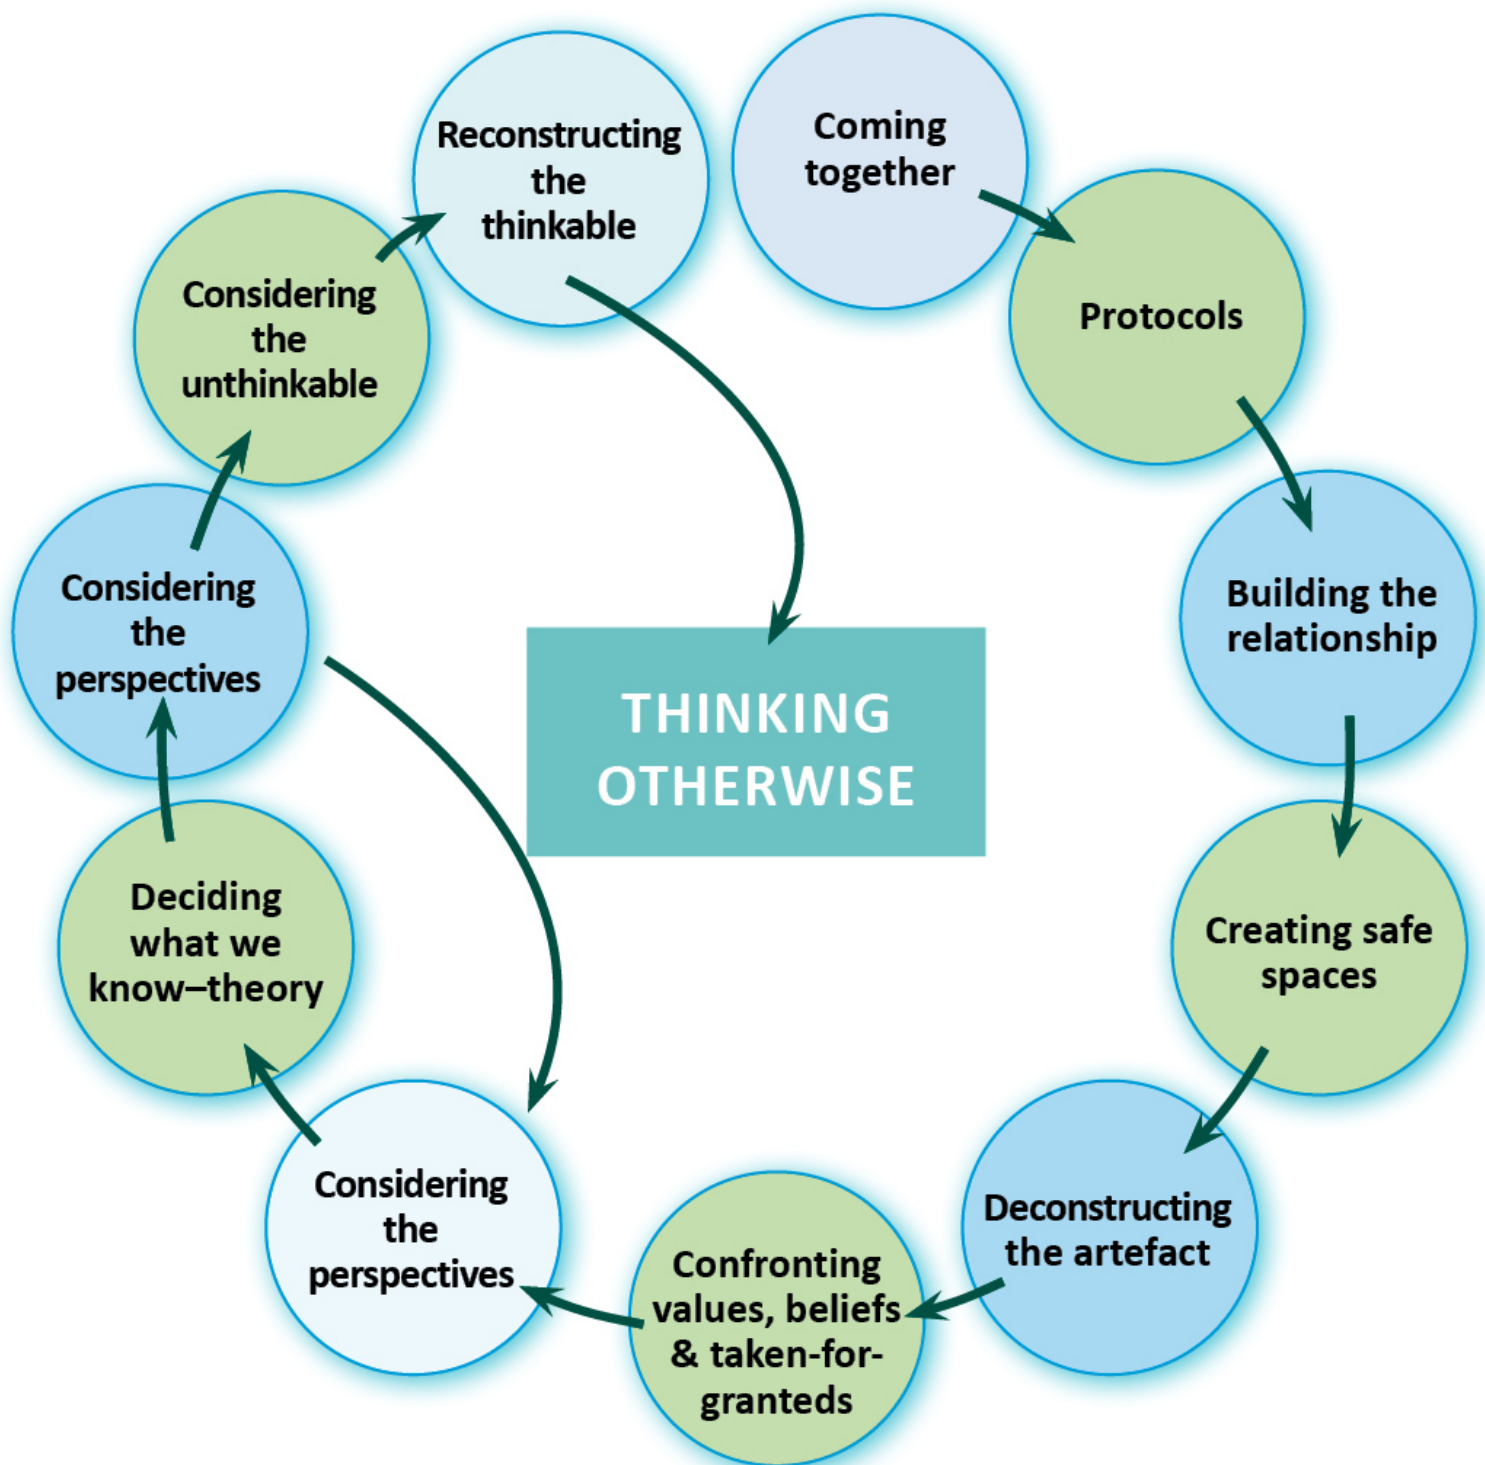 Coming
together
Protocols
Building the
relationship
Creating safe
spaces
Deconstructing
the artefact
Confronting
values, beliefs
& taken-for-
granteds
Considering
the
perspectives
Deciding
what we
know–theory
Considering
the
perspectives
Considering
the
unthinkable
Reconstructing
the
thinkable
THINKING
OTHERWISE